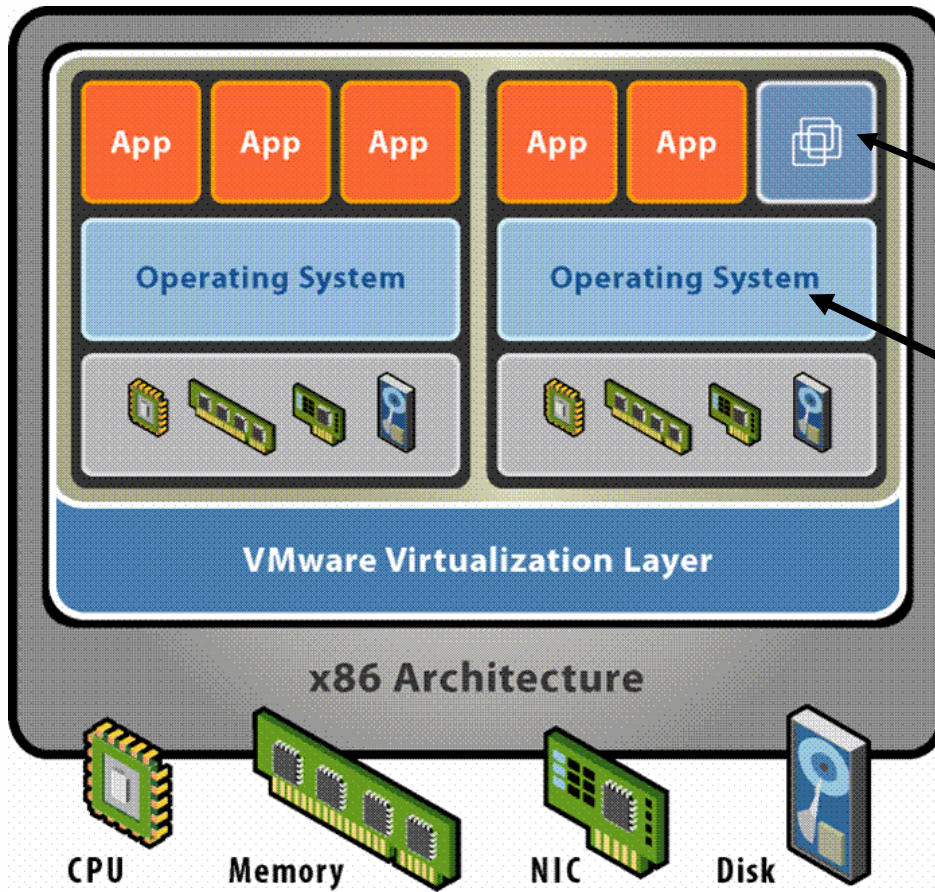 App App App App App
Operating System Operating System
VMware Virtualization Layer
x86 Architecture
CPU Memory NIC Disk